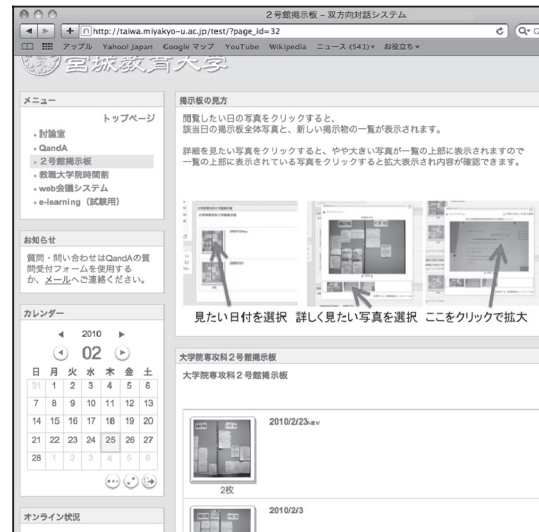 2号館掲示板 – 双方向対話システム
http://taiwa.miyakyo-u.ac.jp/test/?page_id=32
アップル Yahoo! Japan Google マップ YouTube Wikipedia ニュース (541)▾ お役立ち▾
宮城教育大学
メニュー
トップページ
討論室
QandA
2号館掲示板
教職大学院時間割
web会議システム
e-learning（試験用）
お知らせ
質問・問い合わせはQandAの質
問受付フォームを使用する
か、メールへご連絡ください。
カレンダー
2010
02
日 月 火 水 木 金 土
31 1 2 3 4 5 6
7 8 9 10 11 12 13
14 15 16 17 18 19 20
21 22 23 24 25 26 27
28 1 2 3 4 5 6
オンライン状況
掲示板の見方
閲覧したい日の写真をクリックすると、
該当日の掲示板全体写真と、新しい掲示物の一覧が表示されます。
詳細を見たい写真をクリックすると、やや大きい写真が一覧の上部に表示されますので
一覧の上部に表示されている写真をクリックすると拡大表示され内容が確認できます。
見たい日付を選択 詳しく見たい写真を選択 ここをクリックで拡大
大学院専攻科2号館掲示板
大学院専攻科2号館掲示板
2010/2/23NEW
2枚
2010/2/3